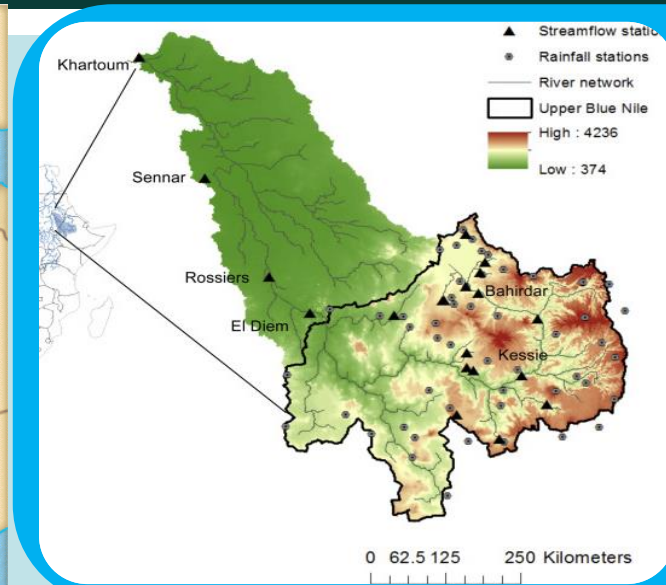 Streamflow
Rainfall stations
River network
Upper Blue Nile
High : 4236
Low : 374
Khartoum
Sennar
Rossiers
El Diem
Bahirdar
Kessie
0 62.5 125 250 Kilometers